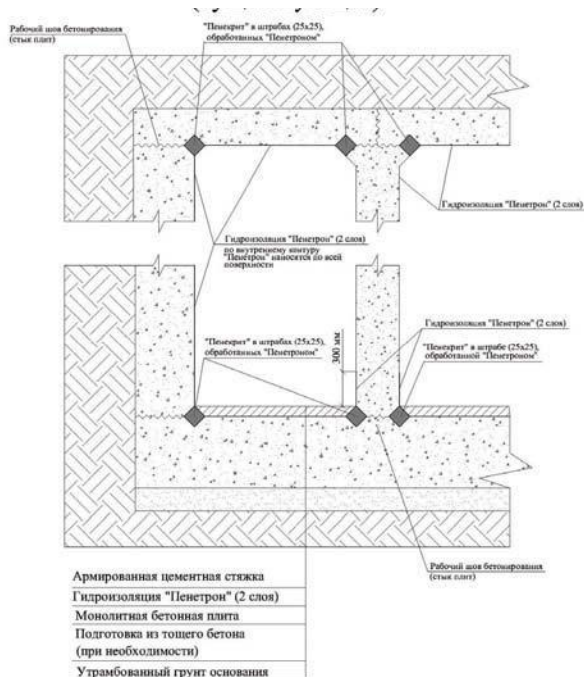 "Пенекрит" в штрабах (25х25),
обработанных "Пенетроном"
Рабочий шов бетонирования
(стык плит)
Гидроизоляция "Пенетрон" (2 слоя)
Гидроизоляция "Пенетрон" (2 слоя)
по внутреннему контуру
"Пенетрон" наносятся по всей
поверхности
Гидроизоляция "Пенетрон" (2 слоя)
"Пенекрит" в штрабах (25х25),
обработанных "Пенетроном"
300 мм
"Пенекрит" в штрабе (25х25),
обработанной "Пенетроном"
Рабочий шов бетонирования
(стык плит)
Армированная цементная стяжка
Гидроизоляция "Пенетрон" (2 слоя)
Монолитная бетонная плита
Подготовка из тощего бетона
(при необходимости)
Утрамбованный грунт основания